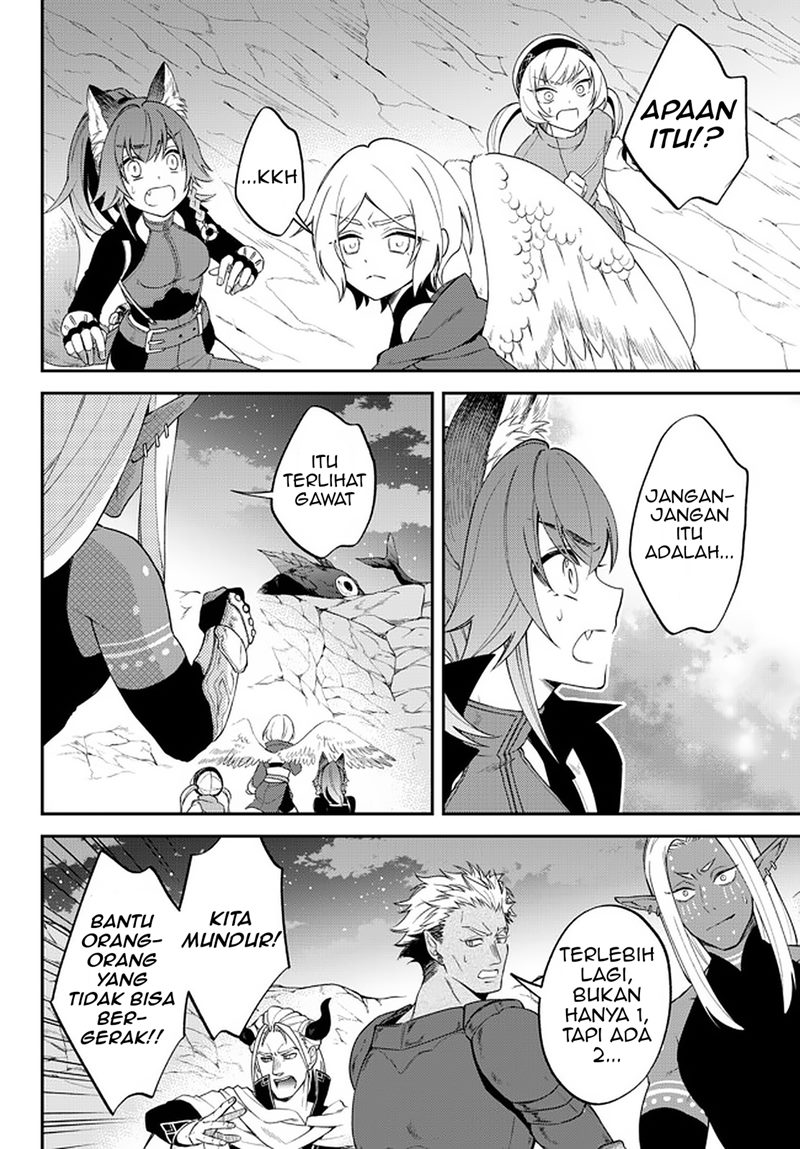 APAAN
ITU!?
...KKH
JANGAN-
JANGAN
ITU
ADALAH...
ITU
TERLIHAT
GAWAT
TERLEBIH
LAGI,
BUKAN
HANYA 1,
TAPI ADA
2...
KITA
MUNDUR!
BANTU
ORANG-
ORANG
YANG
TIDAK BISA
BER-
GERAK!!